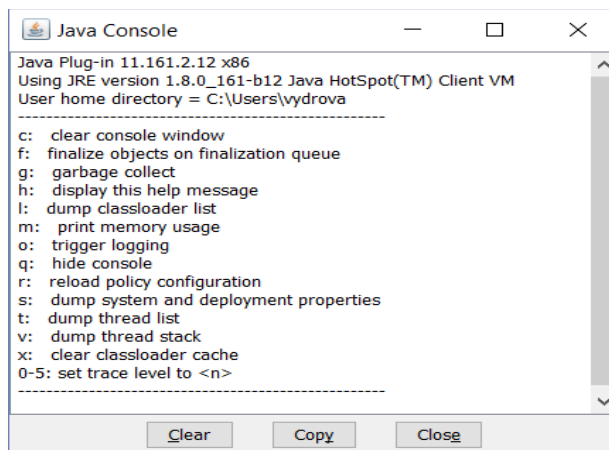 Java Console
Java Plug-in 11.161.2.12 x86
Using JRE version 1.8.0_161-b12 Java HotSpot(TM) Client VM
User home directory = C:\Users\vydrova
----------------------------------------------------
c:   clear console window
f:   finalize objects on finalization queue
g:   garbage collect
h:   display this help message
l:   dump classloader list
m:   print memory usage
o:   trigger logging
q:   hide console
r:   reload policy configuration
s:   dump system and deployment properties
t:   dump thread list
v:   dump thread stack
x:   clear classloader cache
0-5: set trace level to <n>
----------------------------------------------------
Clear Copy Close